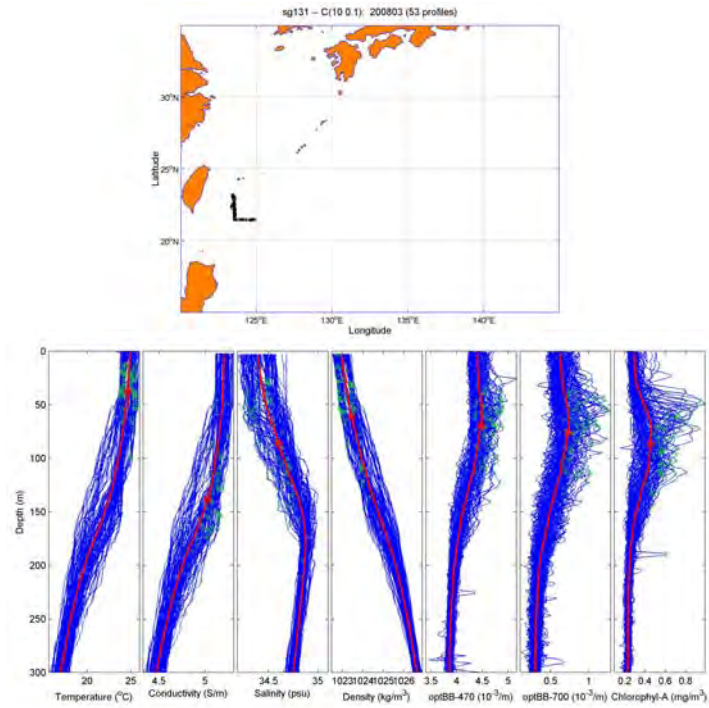 sg131 – C(10 0.1): 200803 (53 profiles)
30°N
25°N
20°N
Latitude
125°E 130°E 135°E 140°E
Longitude
0
50
100
150
200
250
300
Depth (m)
20 25
Temperature (°C)
4.5 5
Conductivity (S/m)
34.5 35
Salinity (psu)
1023 1024 1025 1026
Density (kg/m³)
3.5 4 4.5 5
optBB-470 (10⁻³/m)
0.5 1
optBB-700 (10⁻³/m)
0.2 0.4 0.6 0.8
Chlorophyl-A (mg/m³)